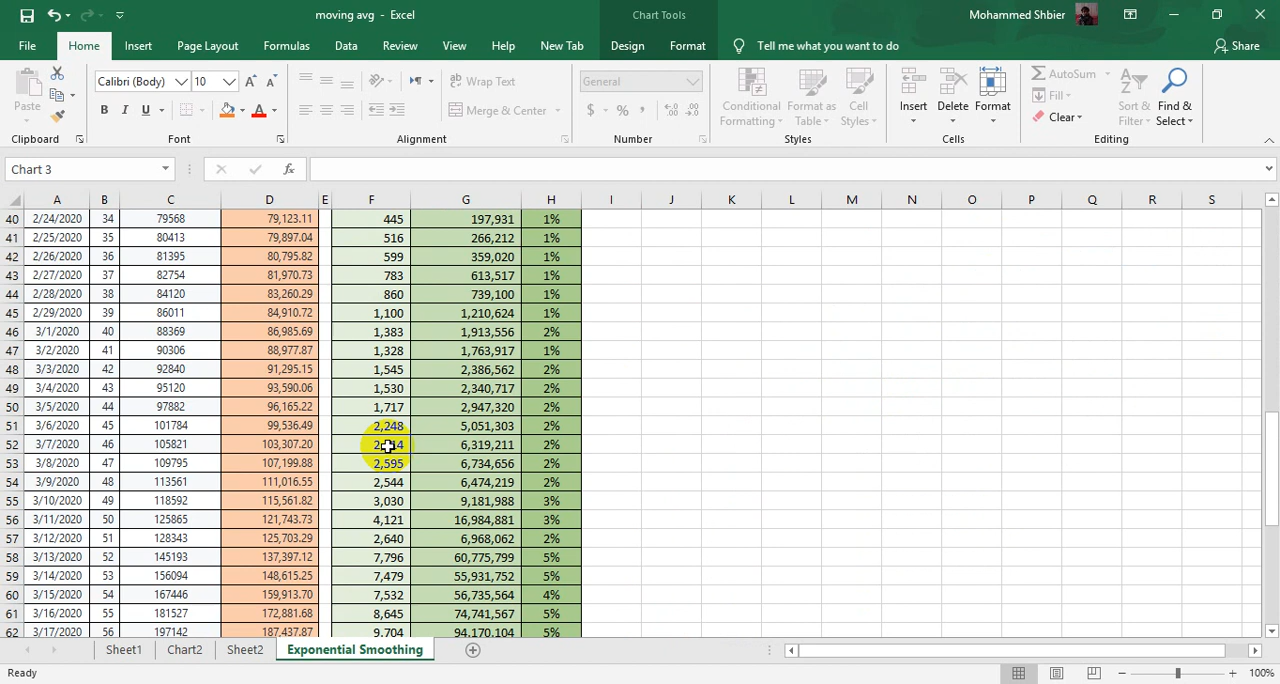 moving avg - Excel
Chart Tools
Mohammed Shbier
File Home Insert Page Layout Formulas Data Review View Help New Tab Design Format Tell me what you want to do Share
Paste
Calibri (Body) 10
B I U A
Wrap Text
Merge & Center
General
$ % ,
Conditional Formatting
Format as Table
Cell Styles
Insert
Delete
Format
AutoSum
Fill
Clear
Sort & Filter
Find & Select
Clipboard Font Alignment Number Styles Cells Editing
Chart 3 fx
A B C D E F G H I J K L M N O P Q R S
40 2/24/2020 34 79568 79,123.11 445 197,931 1%
41 2/25/2020 35 80413 79,897.04 516 266,212 1%
42 2/26/2020 36 81395 80,795.82 599 359,020 1%
43 2/27/2020 37 82754 81,970.73 783 613,517 1%
44 2/28/2020 38 84120 83,260.29 860 739,100 1%
45 2/29/2020 39 86011 84,910.72 1,100 1,210,624 1%
46 3/1/2020 40 88369 86,985.69 1,383 1,913,556 2%
47 3/2/2020 41 90306 88,977.87 1,328 1,763,917 1%
48 3/3/2020 42 92840 91,295.15 1,545 2,386,562 2%
49 3/4/2020 43 95120 93,590.06 1,530 2,340,717 2%
50 3/5/2020 44 97882 96,165.22 1,717 2,947,320 2%
51 3/6/2020 45 101784 99,536.49 2,248 5,051,303 2%
52 3/7/2020 46 105821 103,307.20 6,319,211 2%
53 3/8/2020 47 109795 107,199.88 2,595 6,734,656 2%
54 3/9/2020 48 113561 111,016.55 2,544 6,474,219 2%
55 3/10/2020 49 118592 115,561.82 3,030 9,181,988 3%
56 3/11/2020 50 125865 121,743.73 4,121 16,984,881 3%
57 3/12/2020 51 128343 125,703.29 2,640 6,968,062 2%
58 3/13/2020 52 145193 137,397.12 7,796 60,775,799 5%
59 3/14/2020 53 156094 148,615.25 7,479 55,931,752 5%
60 3/15/2020 54 167446 159,913.70 7,532 56,735,564 4%
61 3/16/2020 55 181527 172,881.68 8,645 74,741,567 5%
62 3/17/2020 56 197142 187,437.87 9,704 94,170,104 5%
Sheet1 Chart2 Sheet2 Exponential Smoothing
Ready 100%